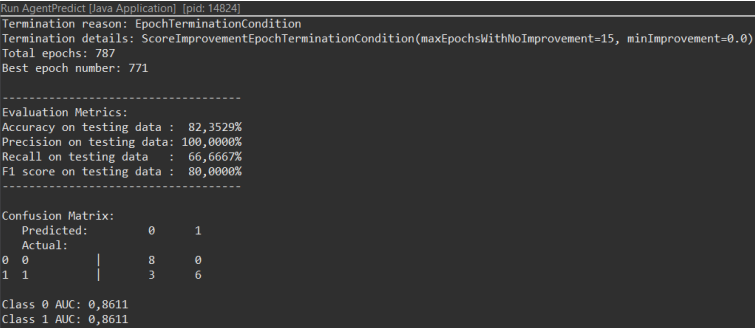 Run AgentPredict [Java Application] [pid: 14824]
Termination reason: EpochTerminationCondition
Termination details: ScoreImprovementEpochTerminationCondition(maxEpochsWithNoImprovement=15, minImprovement=0.0)
Total epochs: 787
Best epoch number: 771
-----------------------------------
Evaluation Metrics:
Accuracy on testing data :  82,3529%
Precision on testing data: 100,0000%
Recall on testing data   :  66,6667%
F1 score on testing data :  80,0000%
-----------------------------------
Confusion Matrix:
   Predicted:         0      1
   Actual:
0  0          |       8      0
1  1          |       3      6
Class 0 AUC: 0,8611
Class 1 AUC: 0,8611